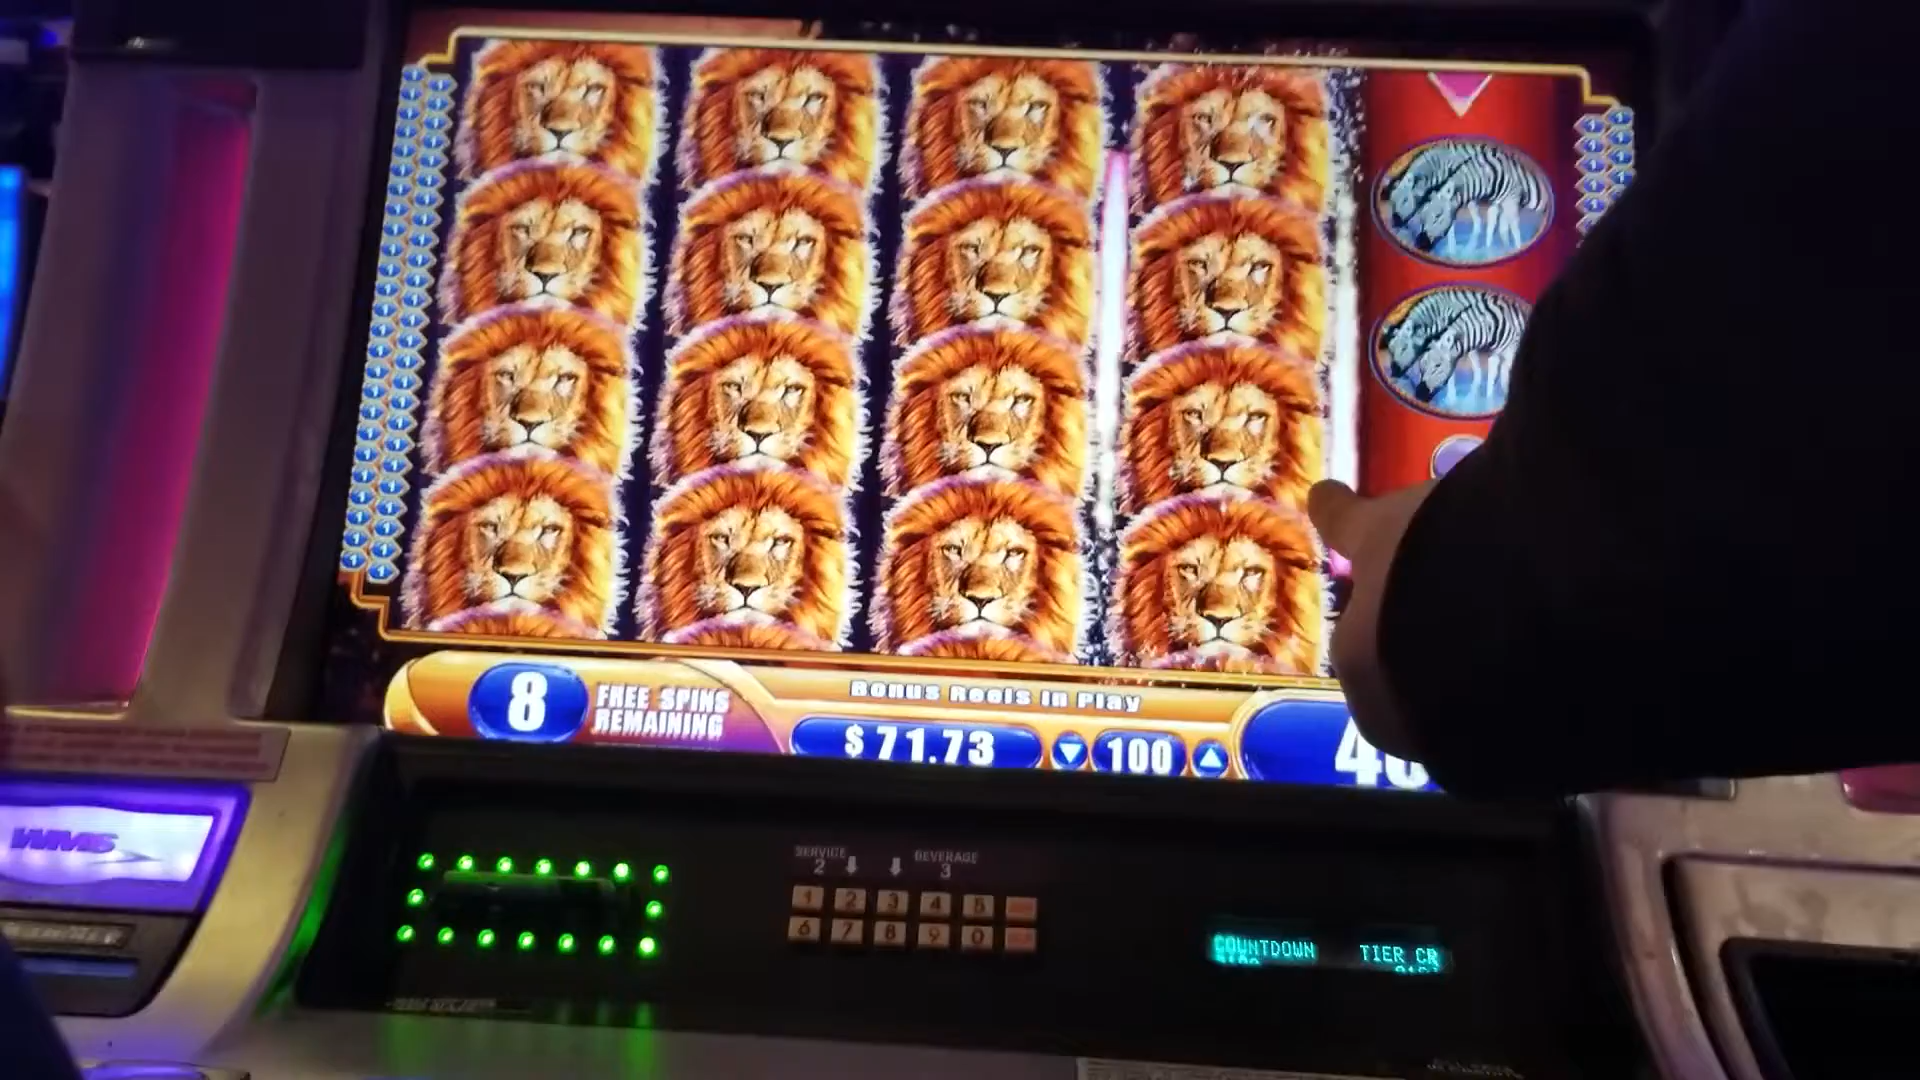 8
FREE SPINS
REMAINING
Bonus Reels In Play
$71.73
100
WMS
SERVICE
2
BEVERAGE
3
1 2 3 4 5
6 7 8 9 0
COUNTDOWN TIER CR